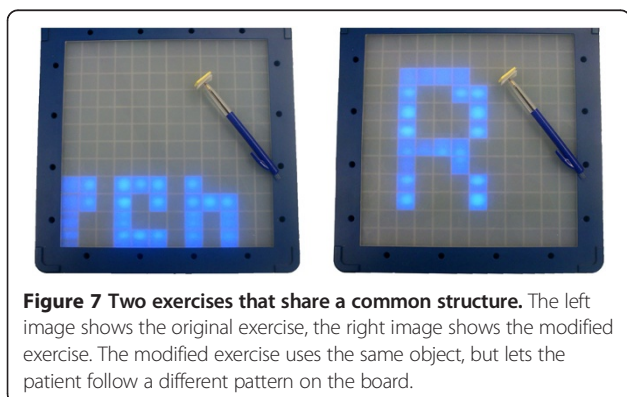 rch
R
Figure 7 Two exercises that share a common structure. The left
image shows the original exercise, the right image shows the modified
exercise. The modified exercise uses the same object, but lets the
patient follow a different pattern on the board.